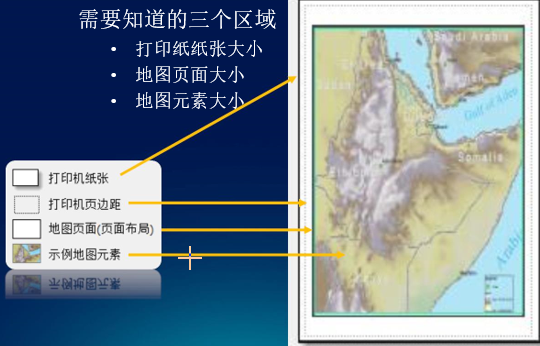 需要知道的三个区域
• 打印纸纸张大小
• 地图页面大小
• 地图元素大小
打印机纸张
打印机页边距
地图页面(页面布局)
示例地图元素
Saudi Arabia
Eritrea
Yemen
Sudan
Gulf of Aden
Somalia
Ethiopia